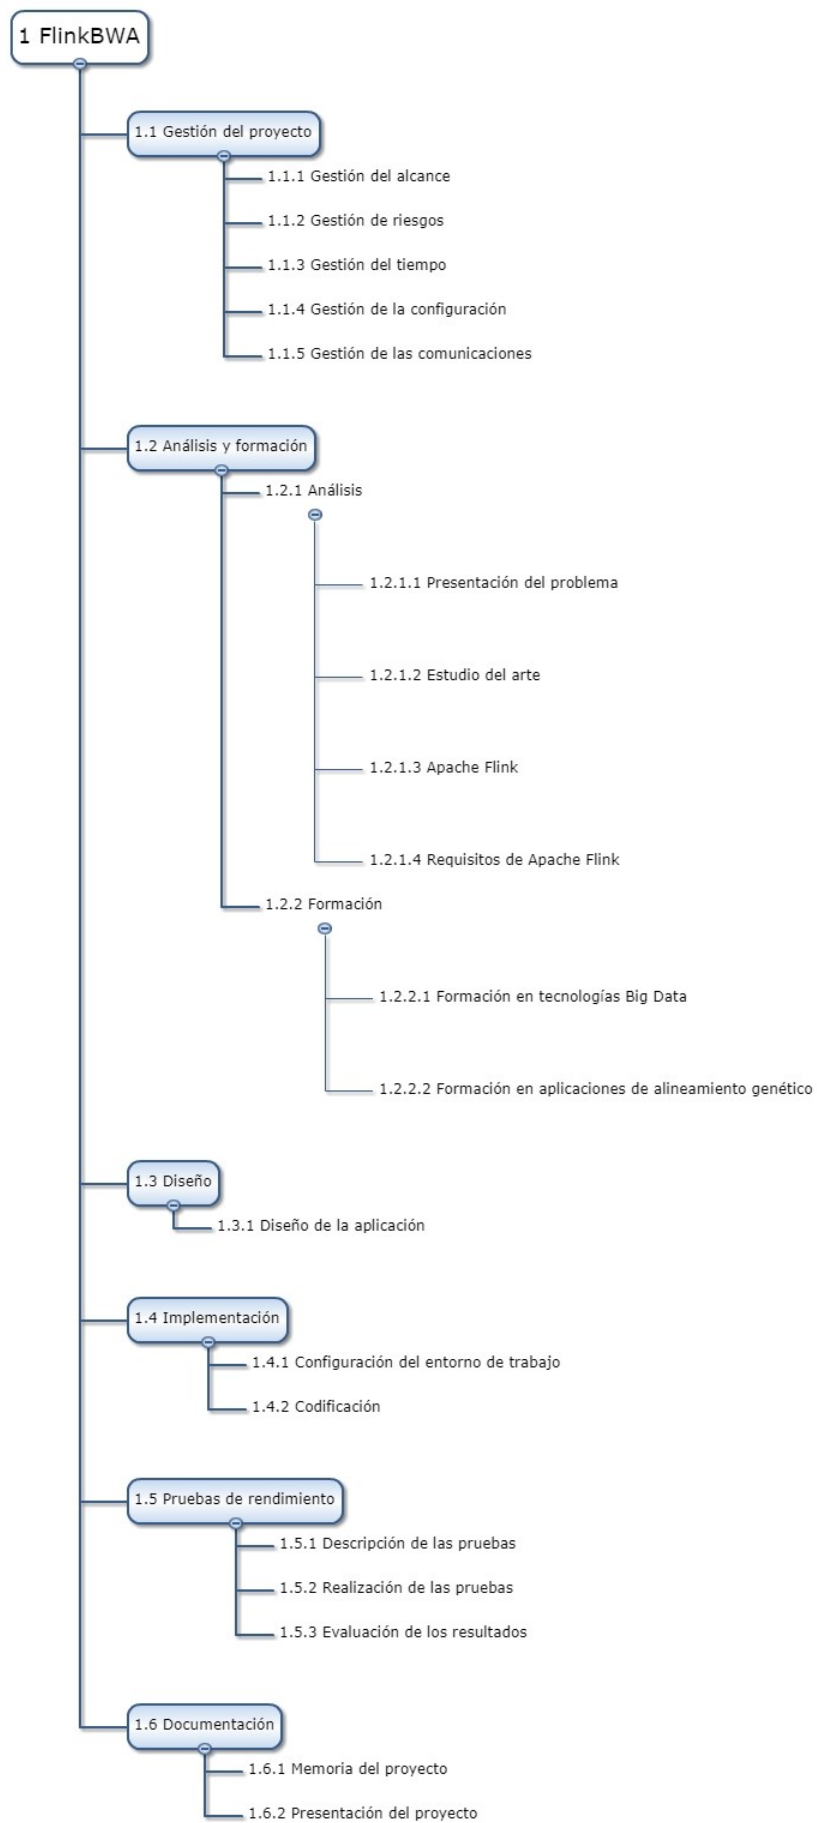 1 FlinkBWA
1.1 Gestión del proyecto
1.1.1 Gestión del alcance
1.1.2 Gestión de riesgos
1.1.3 Gestión del tiempo
1.1.4 Gestión de la configuración
1.1.5 Gestión de las comunicaciones
1.2 Análisis y formación
1.2.1 Análisis
1.2.1.1 Presentación del problema
1.2.1.2 Estudio del arte
1.2.1.3 Apache Flink
1.2.1.4 Requisitos de Apache Flink
1.2.2 Formación
1.2.2.1 Formación en tecnologías Big Data
1.2.2.2 Formación en aplicaciones de alineamiento genético
1.3 Diseño
1.3.1 Diseño de la aplicación
1.4 Implementación
1.4.1 Configuración del entorno de trabajo
1.4.2 Codificación
1.5 Pruebas de rendimiento
1.5.1 Descripción de las pruebas
1.5.2 Realización de las pruebas
1.5.3 Evaluación de los resultados
1.6 Documentación
1.6.1 Memoria del proyecto
1.6.2 Presentación del proyecto